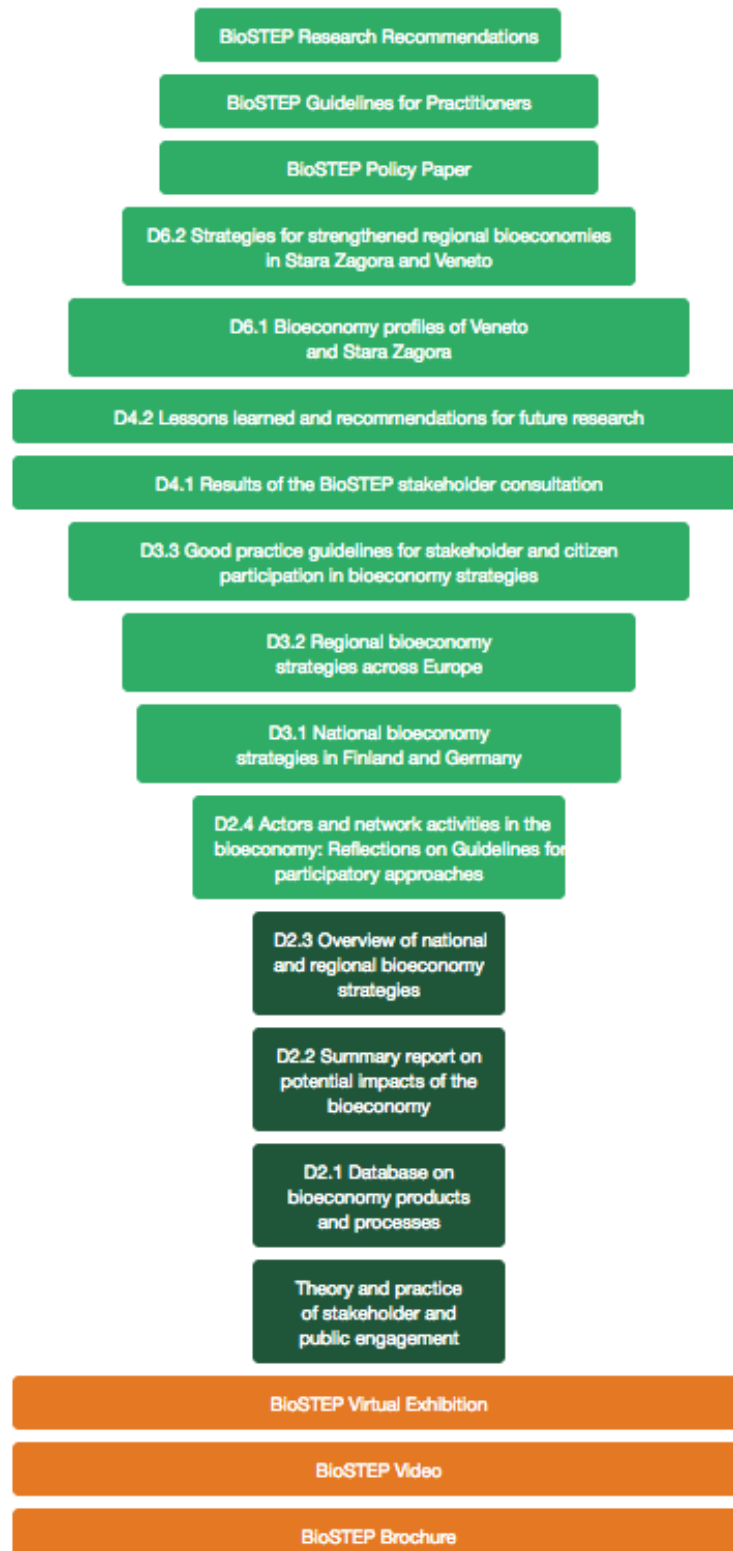 BioSTEP Research Recommendations
BioSTEP Guidelines for Practitioners
BioSTEP Policy Paper
D6.2 Strategies for strengthened regional bioeconomies
in Stara Zagora and Veneto
D6.1 Bioeconomy profiles of Veneto
and Stara Zagora
D4.2 Lessons learned and recommendations for future research
D4.1 Results of the BioSTEP stakeholder consultation
D3.3 Good practice guidelines for stakeholder and citizen
participation in bioeconomy strategies
D3.2 Regional bioeconomy
strategies across Europe
D3.1 National bioeconomy
strategies in Finland and Germany
D2.4 Actors and network activities in the
bioeconomy: Reflections on Guidelines for
participatory approaches
D2.3 Overview of national
and regional bioeconomy
strategies
D2.2 Summary report on
potential impacts of the
bioeconomy
D2.1 Database on
bioeconomy products
and processes
Theory and practice
of stakeholder and
public engagement
BioSTEP Virtual Exhibition
BioSTEP Video
BioSTEP Brochure